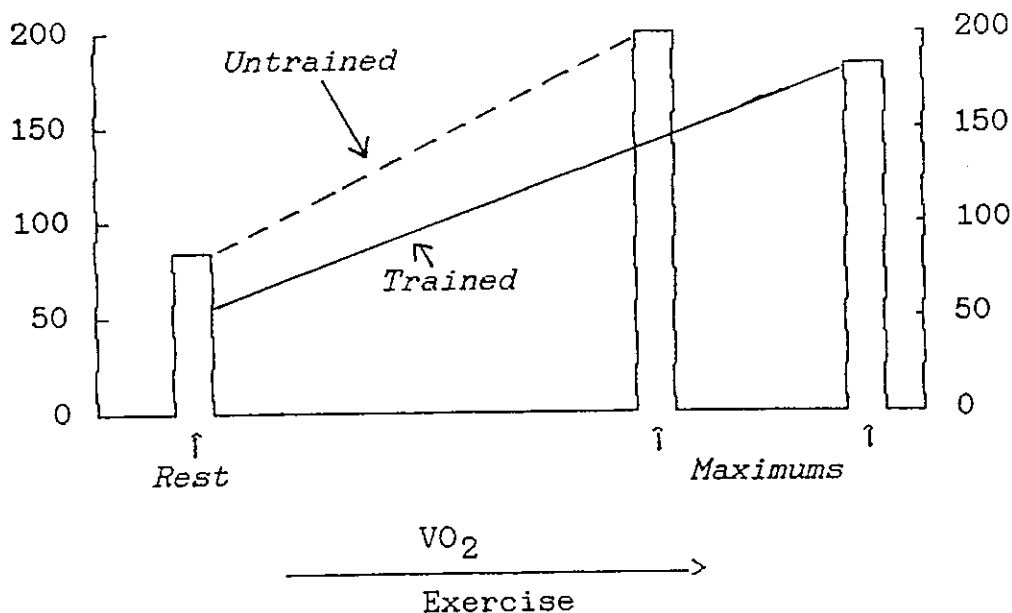 200 200
Untrained
150 150
100 100
Trained
50 50
0 0
Rest Maximums
VO₂
Exercise